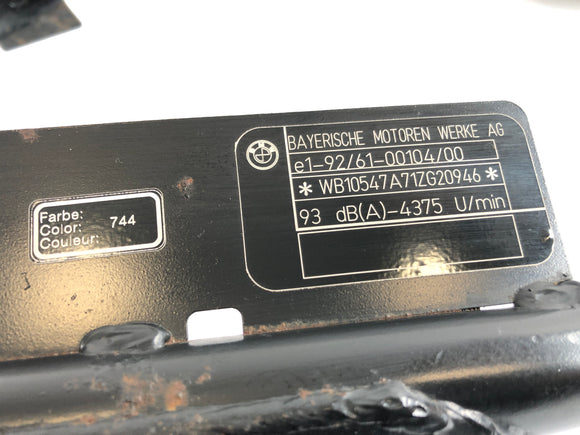 BAYERISCHE MOTOREN WERKE AG
e1-92/61-00104/00
* WB10547A71ZG20946 *
93 dB(A)-4375 U/min
Farbe:
Color: 744
Couleur: